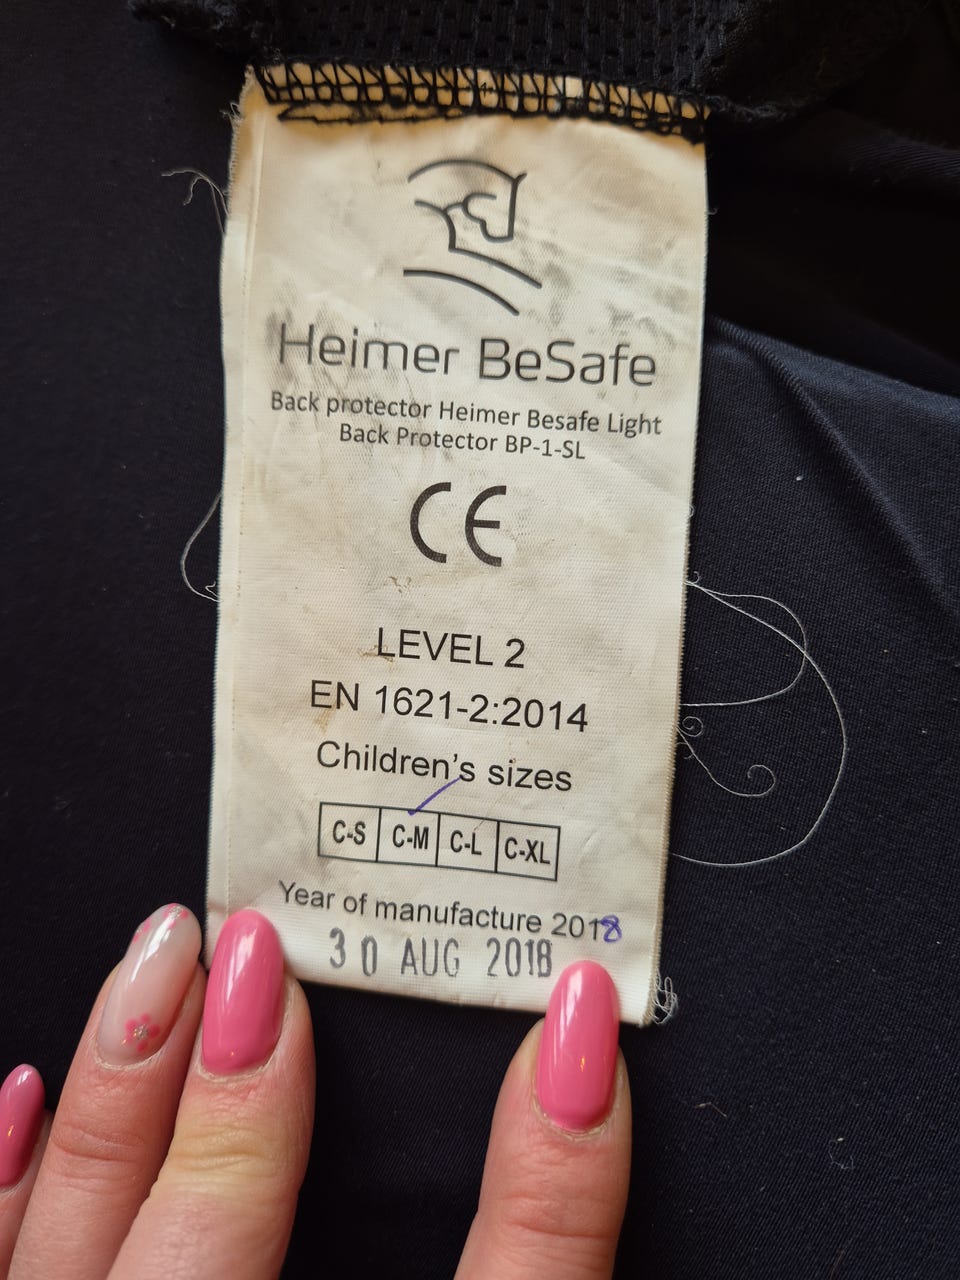 Heimer BeSafe
Back protector Heimer Besafe Light
Back Protector BP-1-SL
CE
LEVEL 2
EN 1621-2:2014
Children's sizes
C-S C-M C-L C-XL
Year of manufacture 2018
30 AUG 2018